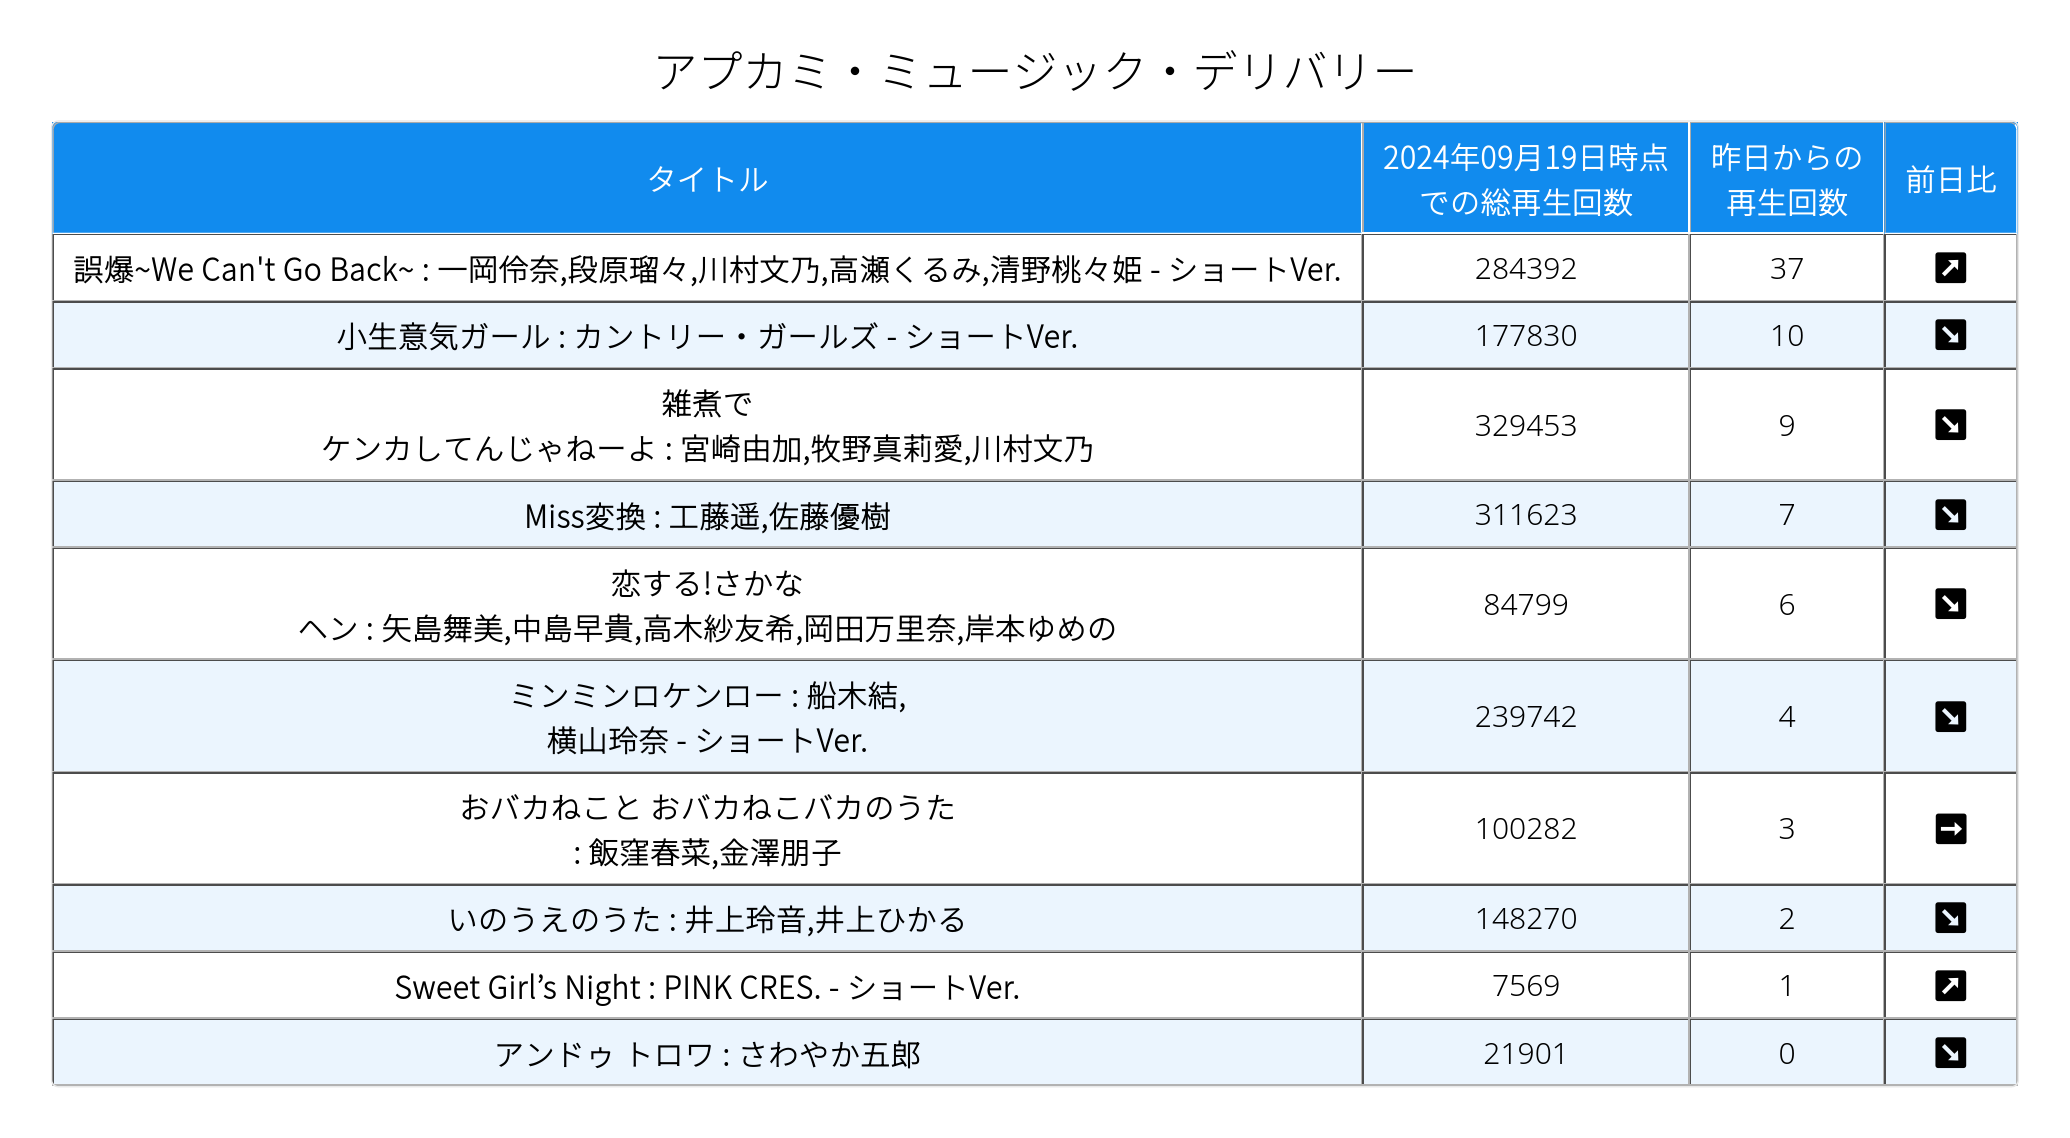 アプカミ・ミュージック・デリバリー
タイトル
2024年09月19日時点
での総再生回数
昨日からの
再生回数
前日比
誤爆~We Can't Go Back~ : 一岡伶奈,段原瑠々,川村文乃,高瀬くるみ,清野桃々姫 - ショートVer.
284392
37
小生意気ガール : カントリー・ガールズ - ショートVer.
177830
10
雑煮で
ケンカしてんじゃねーよ : 宮崎由加,牧野真莉愛,川村文乃
329453
9
Miss変換 : 工藤遥,佐藤優樹
311623
7
恋する!さかな
ヘン : 矢島舞美,中島早貴,高木紗友希,岡田万里奈,岸本ゆめの
84799
6
ミンミンロケンロー : 船木結,
横山玲奈 - ショートVer.
239742
4
おバカねこと おバカねこバカのうた
: 飯窪春菜,金澤朋子
100282
3
いのうえのうた : 井上玲音,井上ひかる
148270
2
Sweet Girl’s Night : PINK CRES. - ショートVer.
7569
1
アンドゥ トロワ : さわやか五郎
21901
0